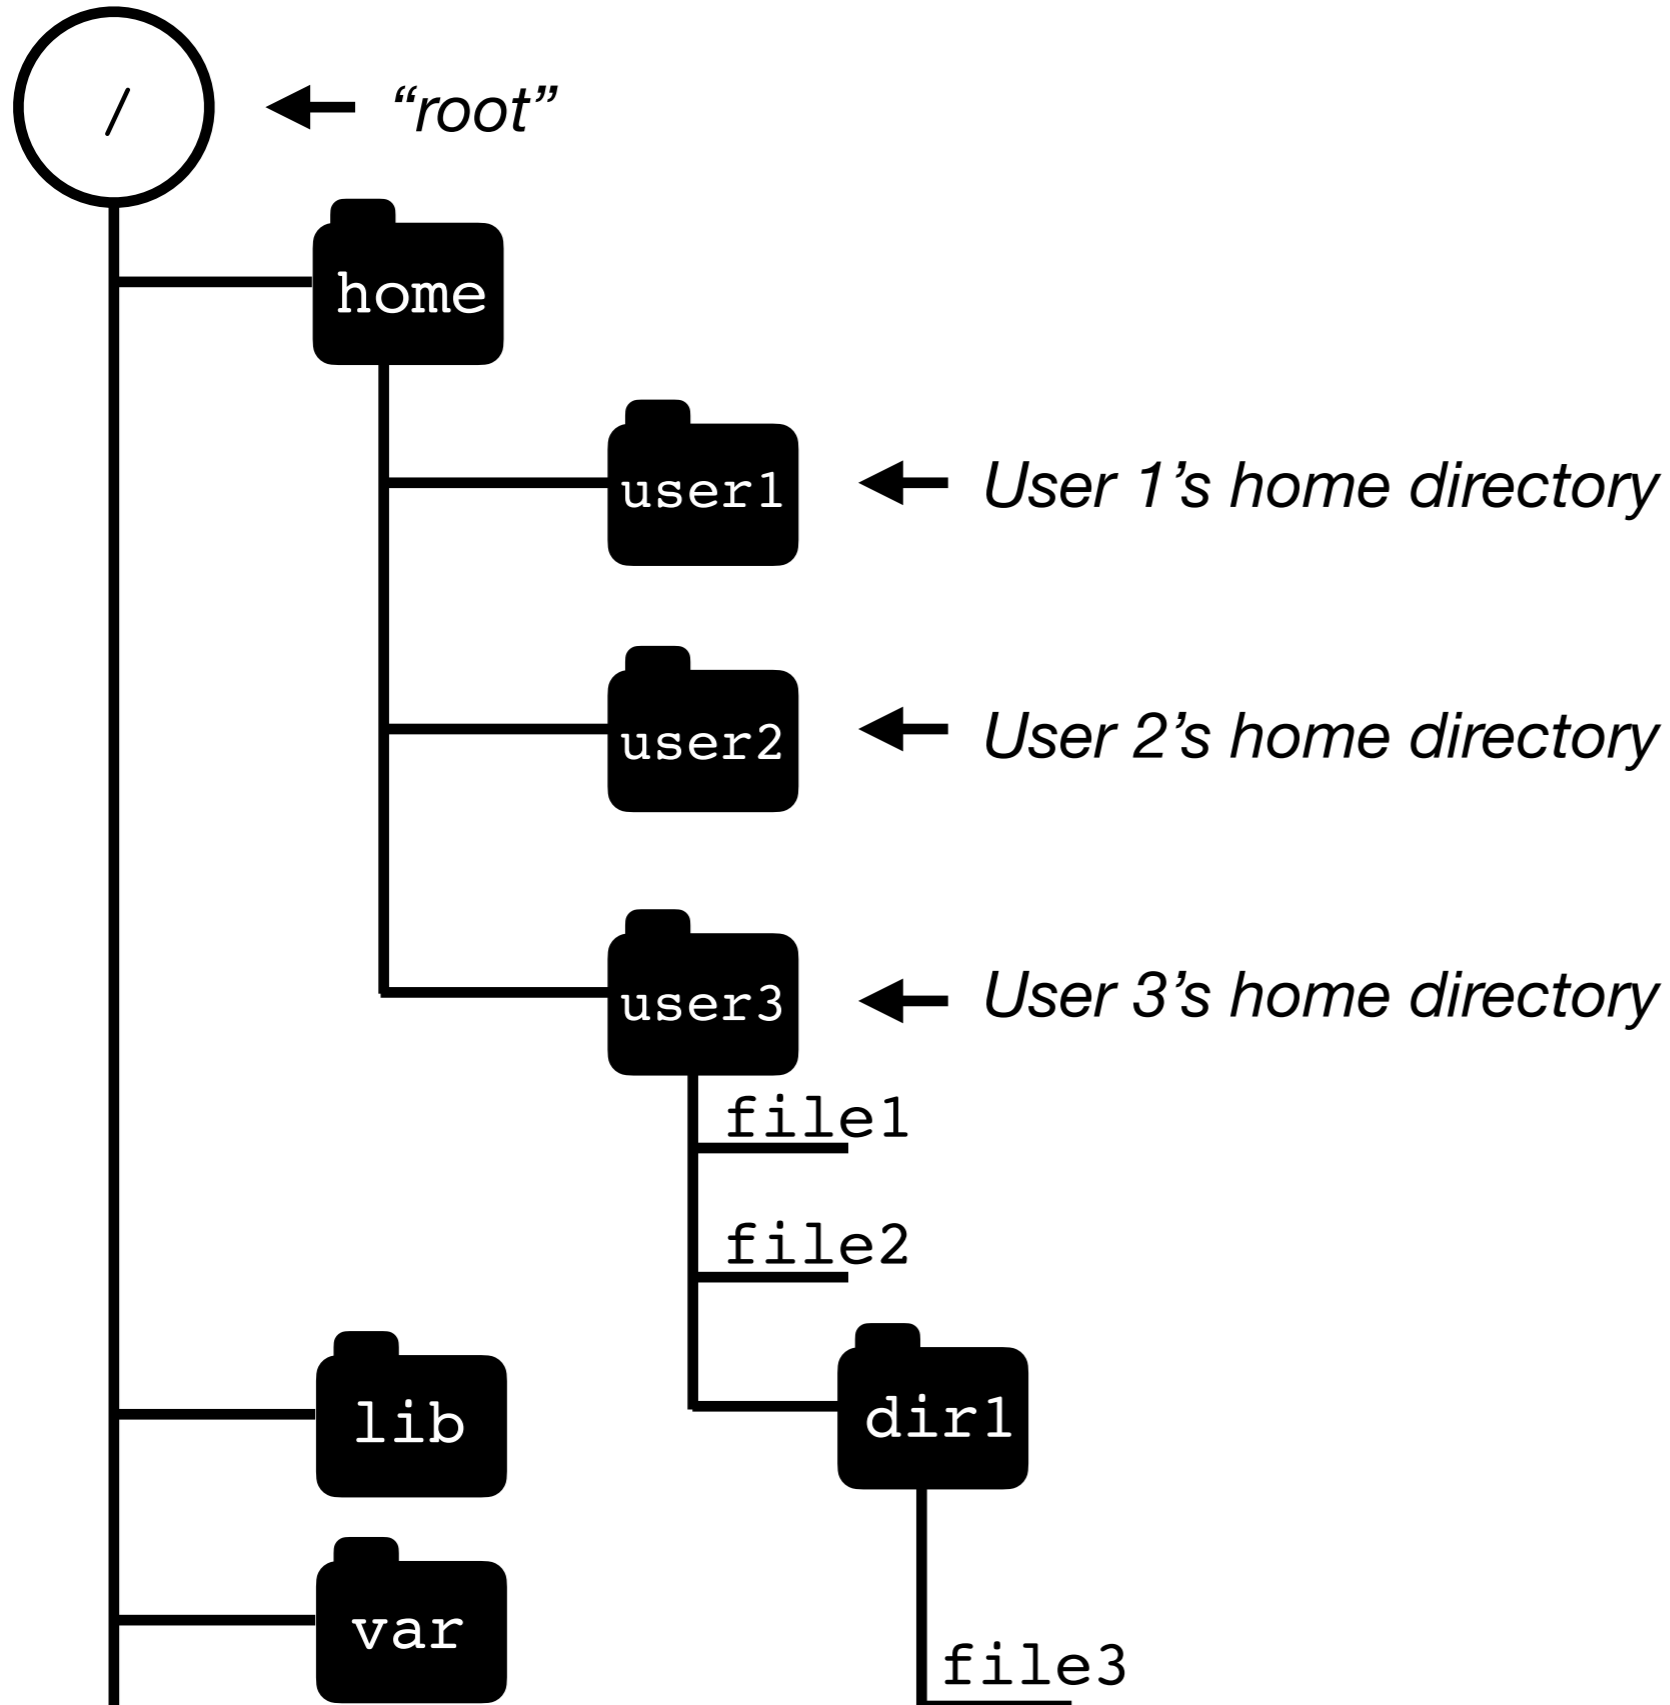 /
“root”
home
user1
User 1’s home directory
user2
User 2’s home directory
user3
User 3’s home directory
file1
file2
dir1
lib
var
file3